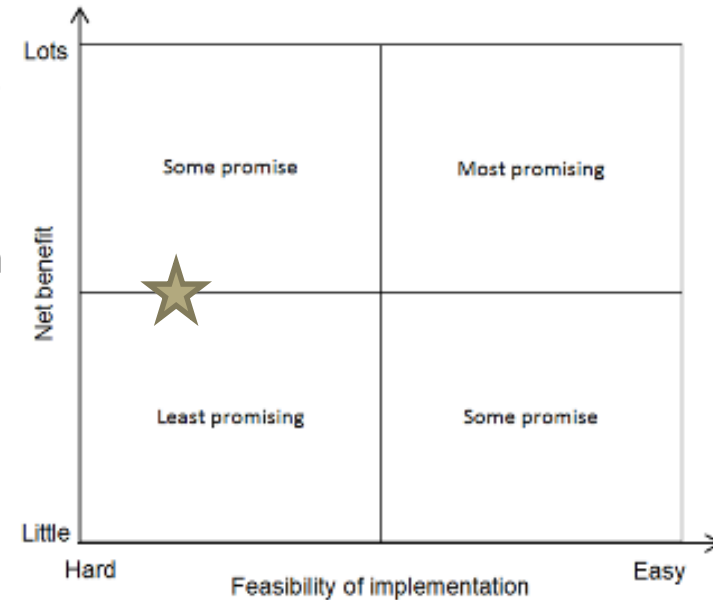 Lots
Some promise
Most promising
Net benefit
Least promising
Some promise
Little
Hard
Easy
Feasibility of implementation